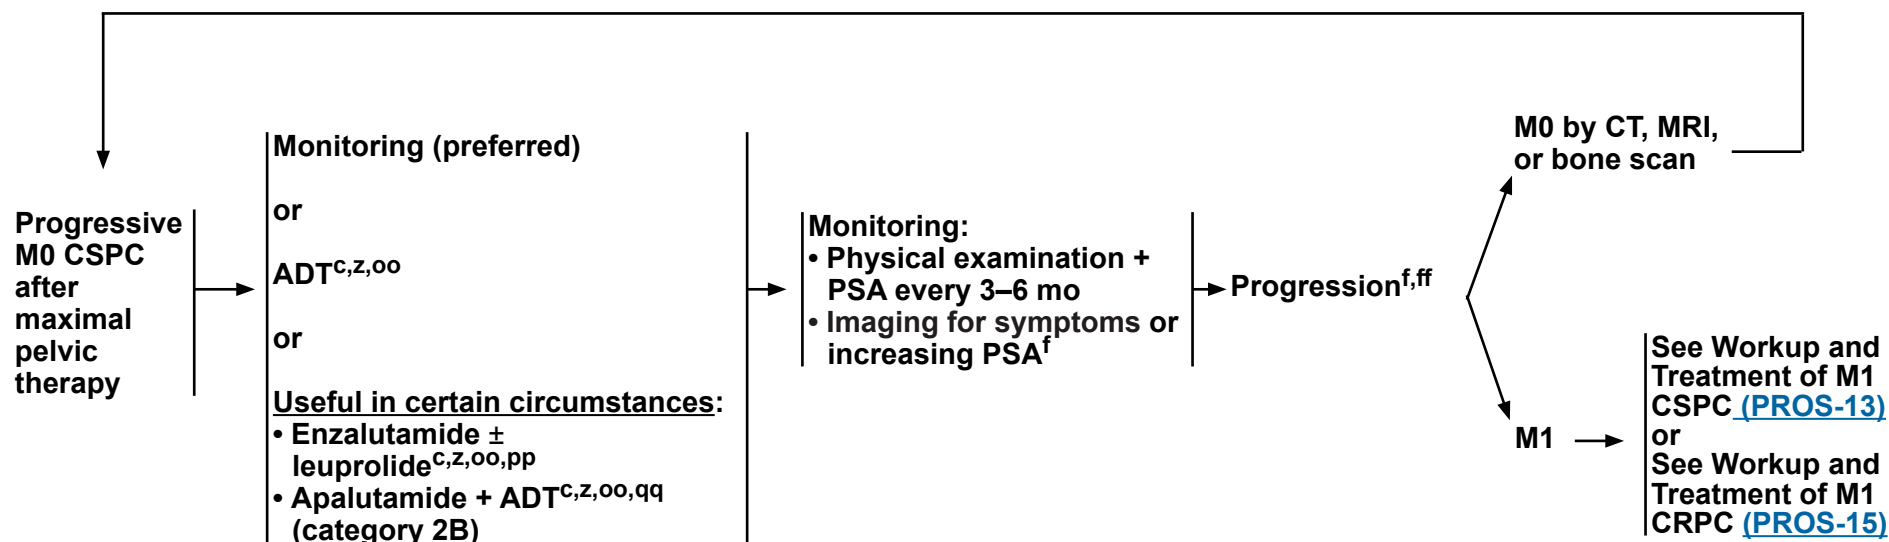 Progressive
M0 CSPC
after
maximal
pelvic
therapy
Monitoring (preferred)
or
ADTc,z,oo
or
Useful in certain circumstances:
• Enzalutamide ±
leuprolidec,z,oo,pp
• Apalutamide + ADTc,z,oo,qq
(category 2B)
Monitoring:
• Physical examination +
PSA every 3–6 mo
• Imaging for symptoms or
increasing PSAf
Progressionf,ff
M0 by CT, MRI,
or bone scan
M1
See Workup and
Treatment of M1
CSPC (PROS-13)
or
See Workup and
Treatment of M1
CRPC (PROS-15)